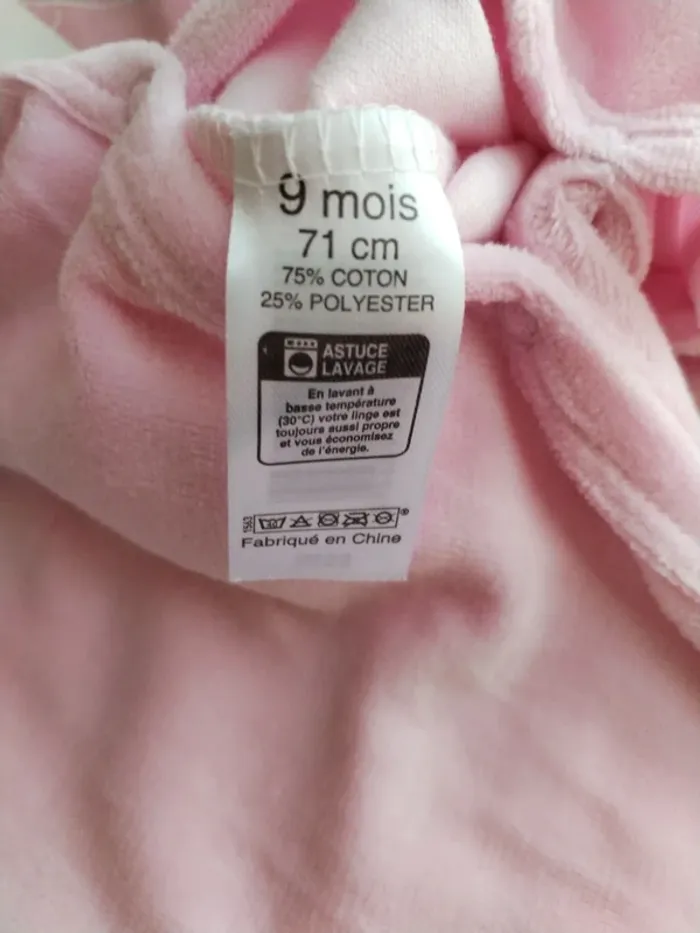 9 mois
71 cm
75% COTON
25% POLYESTER
ASTUCE
LAVAGE
En lavant à
basse température
(30°C) votre linge est
toujours aussi propre
et vous économisez
de l'énergie.
1563
Fabriqué en Chine